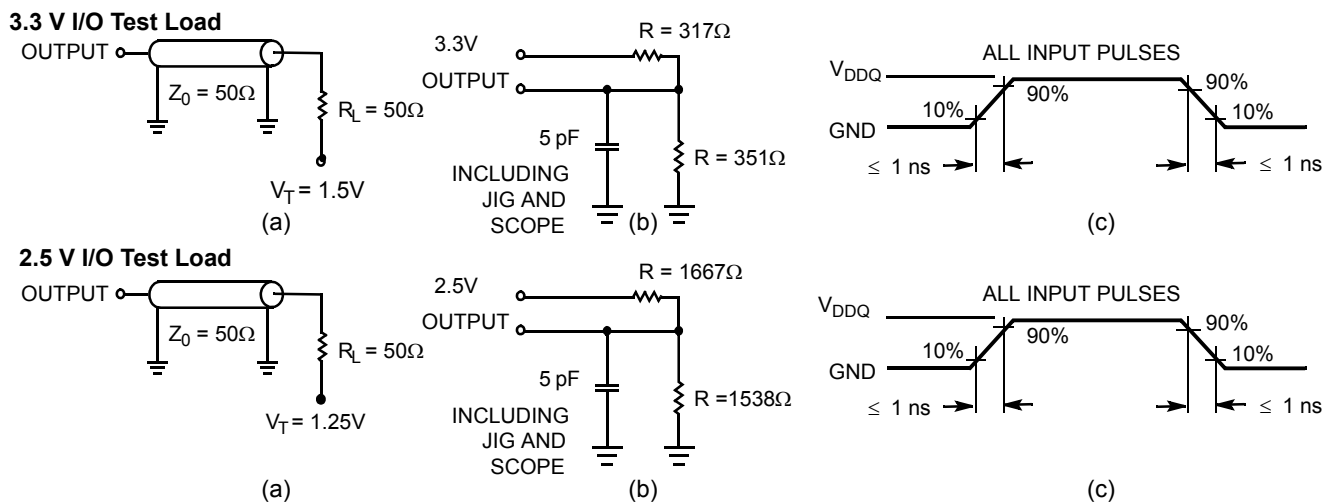 3.3 V I/O Test Load
OUTPUT
Z0 = 50Ω
RL = 50Ω
VT = 1.5V
(a)
3.3V
OUTPUT
R = 317Ω
5 pF
INCLUDING
JIG AND
SCOPE
R = 351Ω
(b)
ALL INPUT PULSES
VDDQ
GND
10%
90%
90%
10%
≤ 1 ns
≤ 1 ns
(c)
2.5 V I/O Test Load
OUTPUT
Z0 = 50Ω
RL = 50Ω
VT = 1.25V
(a)
2.5V
OUTPUT
R = 1667Ω
5 pF
INCLUDING
JIG AND
SCOPE
R =1538Ω
(b)
ALL INPUT PULSES
VDDQ
GND
10%
90%
90%
10%
≤ 1 ns
≤ 1 ns
(c)